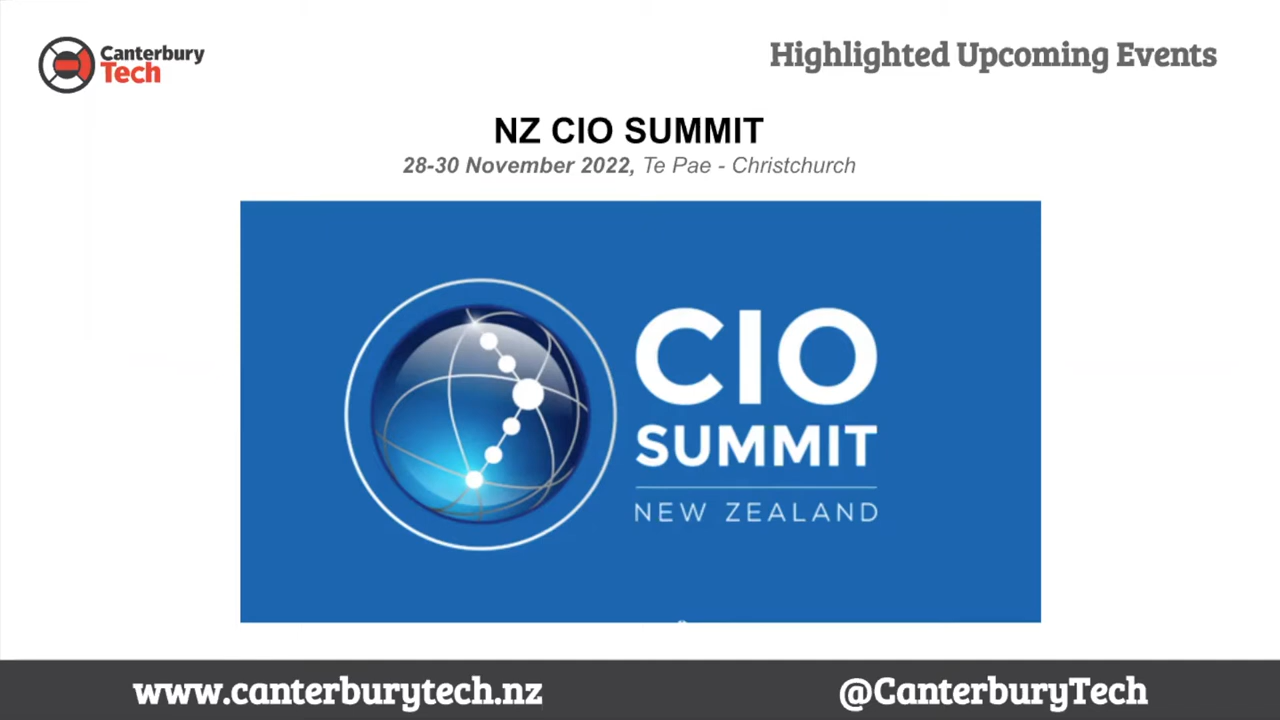 Canterbury
Tech
Highlighted Upcoming Events
NZ CIO SUMMIT
28-30 November 2022, Te Pae - Christchurch
CIO
SUMMIT
NEW ZEALAND
www.canterburytech.nz
@CanterburyTech